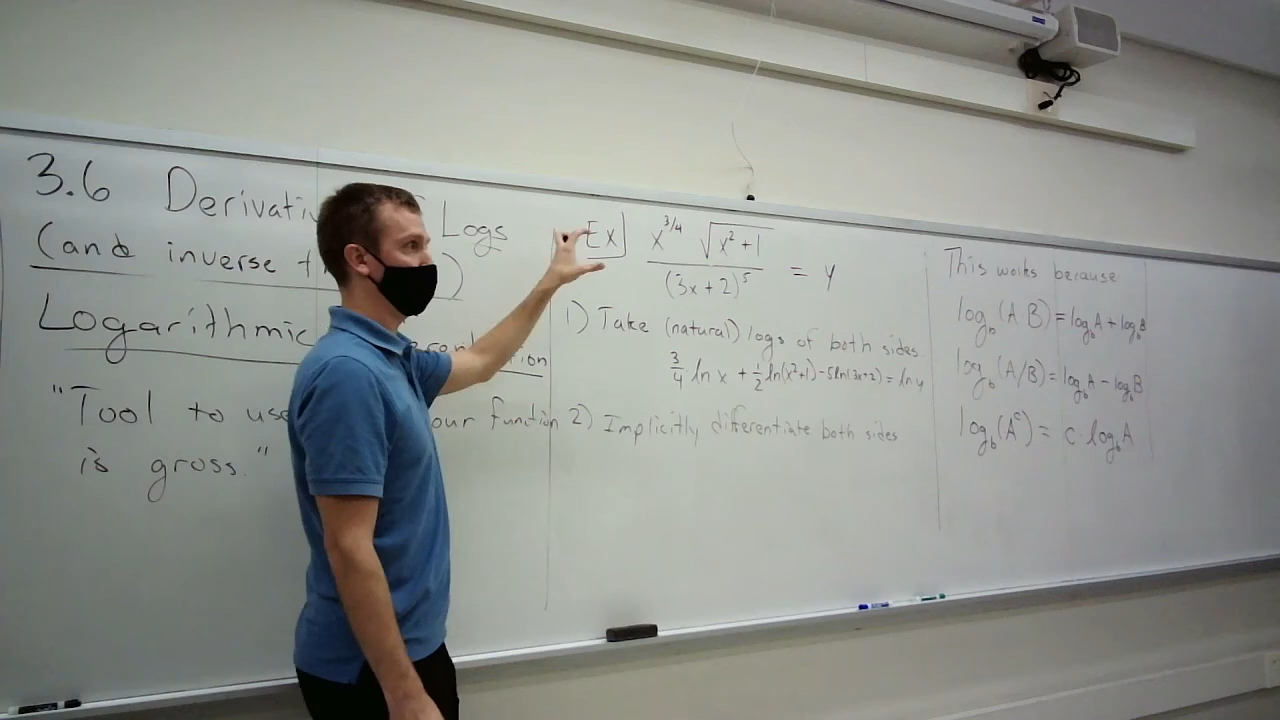 3.6 Derivati Logs
(and inverse t )
Logarithmic
"Tool to use our function
is gross."
Ex x^3/4 √(x²+1) / (3x+2)^5 = y
1) Take (natural) logs of both sides
3/4 ln x + 1/2 ln(x²+1) - 5ln(3x+2) = ln y
2) Implicitly differentiate both sides
This works because
log_b(AB) = log_b A + log_b B
log_b(A/B) = log_b A - log_b B
log_b(A^c) = c·log_b A